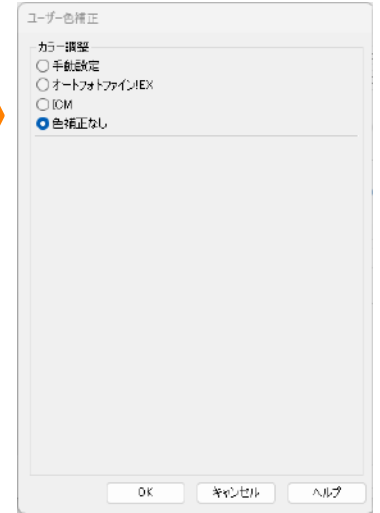 ユーザー色補正
カラー調整
手動設定
オートフォトファイン!EX
ICM
色補正なし
OK
キャンセル
ヘルプ